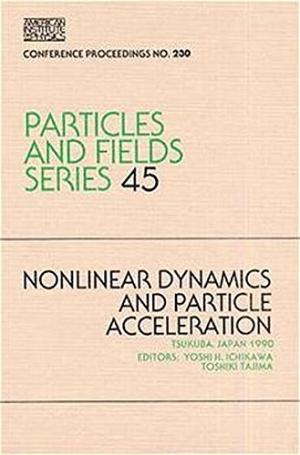 AMERICAN
INSTITUTE
OF PHYSICS
CONFERENCE PROCEEDINGS NO. 230
PARTICLES
AND FIELDS
SERIES 45
NONLINEAR DYNAMICS
AND PARTICLE
ACCELERATION
TSUKUBA, JAPAN 1990
EDITORS: YOSHI H. ICHIKAWA
TOSHIKI TAJIMA